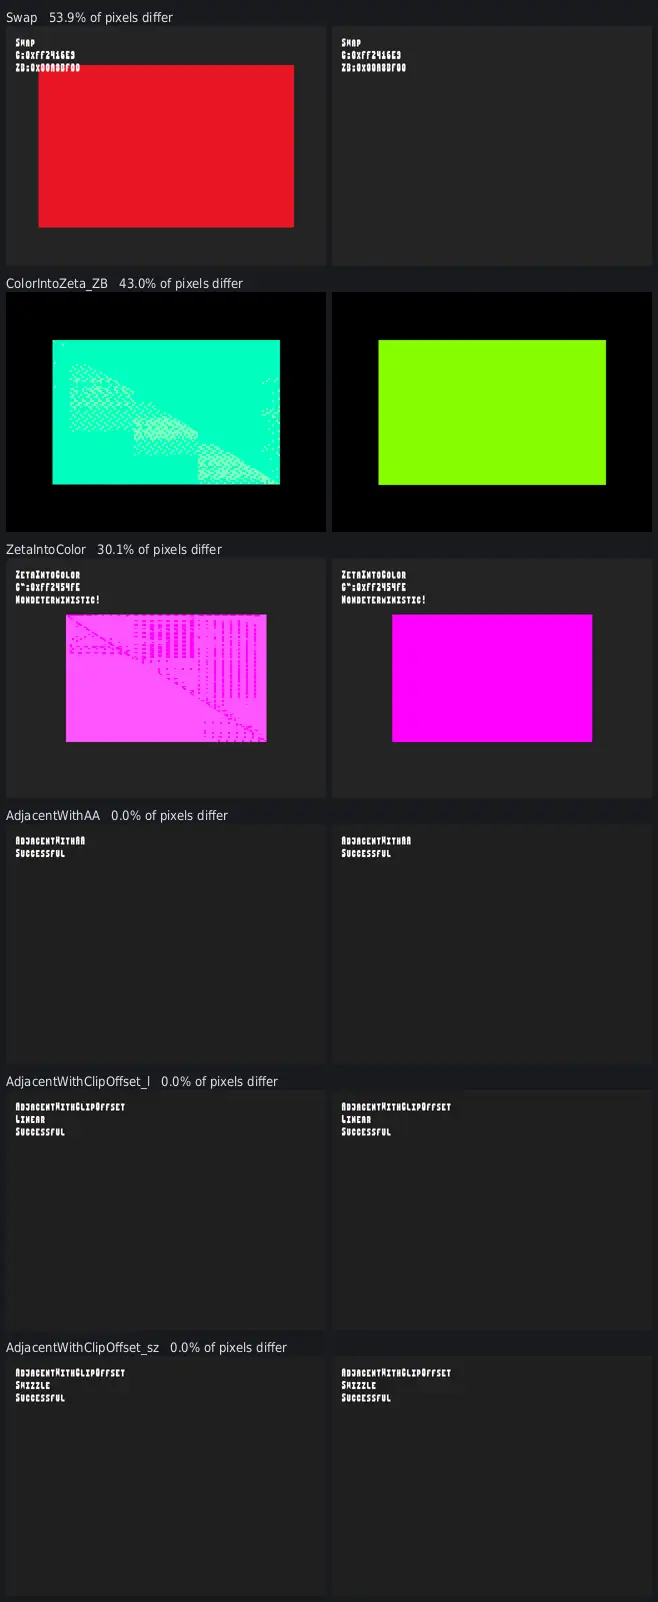 Swap 53.9% of pixels differ
Swap
C:0xFF2416E9
ZB:0x00A8DF00
Swap
C:0xFF2416E9
ZB:0x00A8DF00
ColorIntoZeta_ZB 43.0% of pixels differ
ZetaIntoColor 30.1% of pixels differ
ZetaIntoColor
C~:0xFF2454FE
Nondeterministic!
ZetaIntoColor
C~:0xFF2454FE
Nondeterministic!
AdjacentWithAA 0.0% of pixels differ
AdjacentWithAA
Successful
AdjacentWithAA
Successful
AdjacentWithClipOffset_l 0.0% of pixels differ
AdjacentWithClipOffset
Linear
Successful
AdjacentWithClipOffset
Linear
Successful
AdjacentWithClipOffset_sz 0.0% of pixels differ
AdjacentWithClipOffset
Swizzle
Successful
AdjacentWithClipOffset
Swizzle
Successful